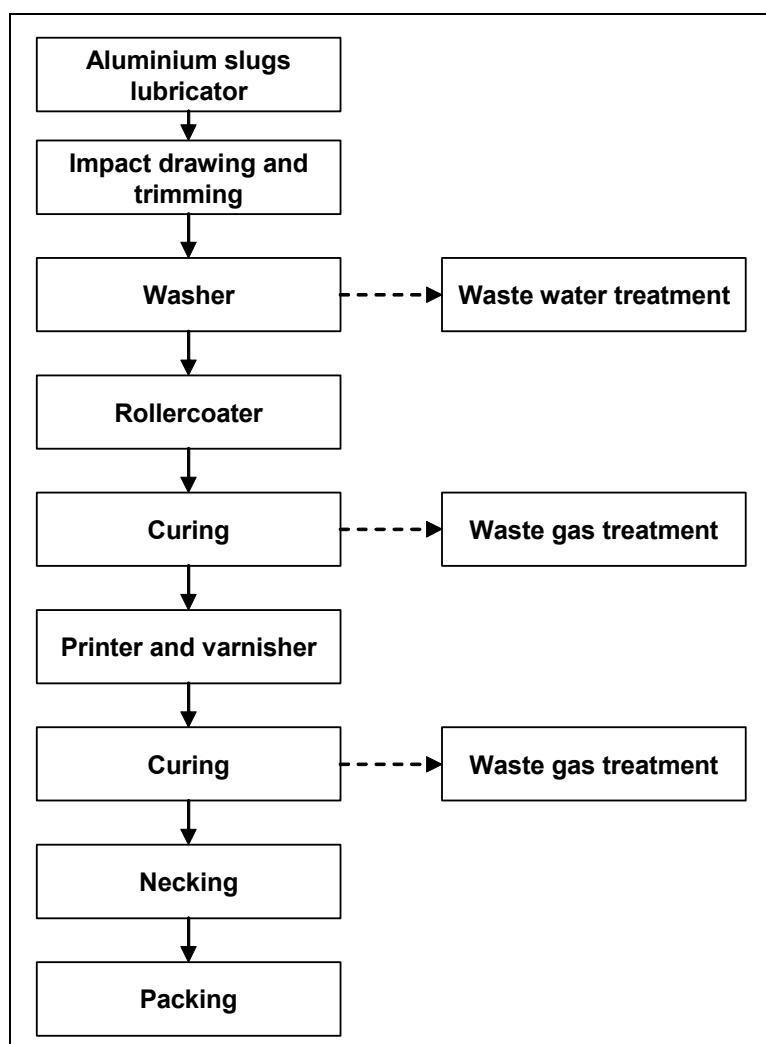 Aluminium slugs
lubricator
Impact drawing and
trimming
Washer
Waste water treatment
Rollercoater
Curing
Waste gas treatment
Printer and varnisher
Curing
Waste gas treatment
Necking
Packing